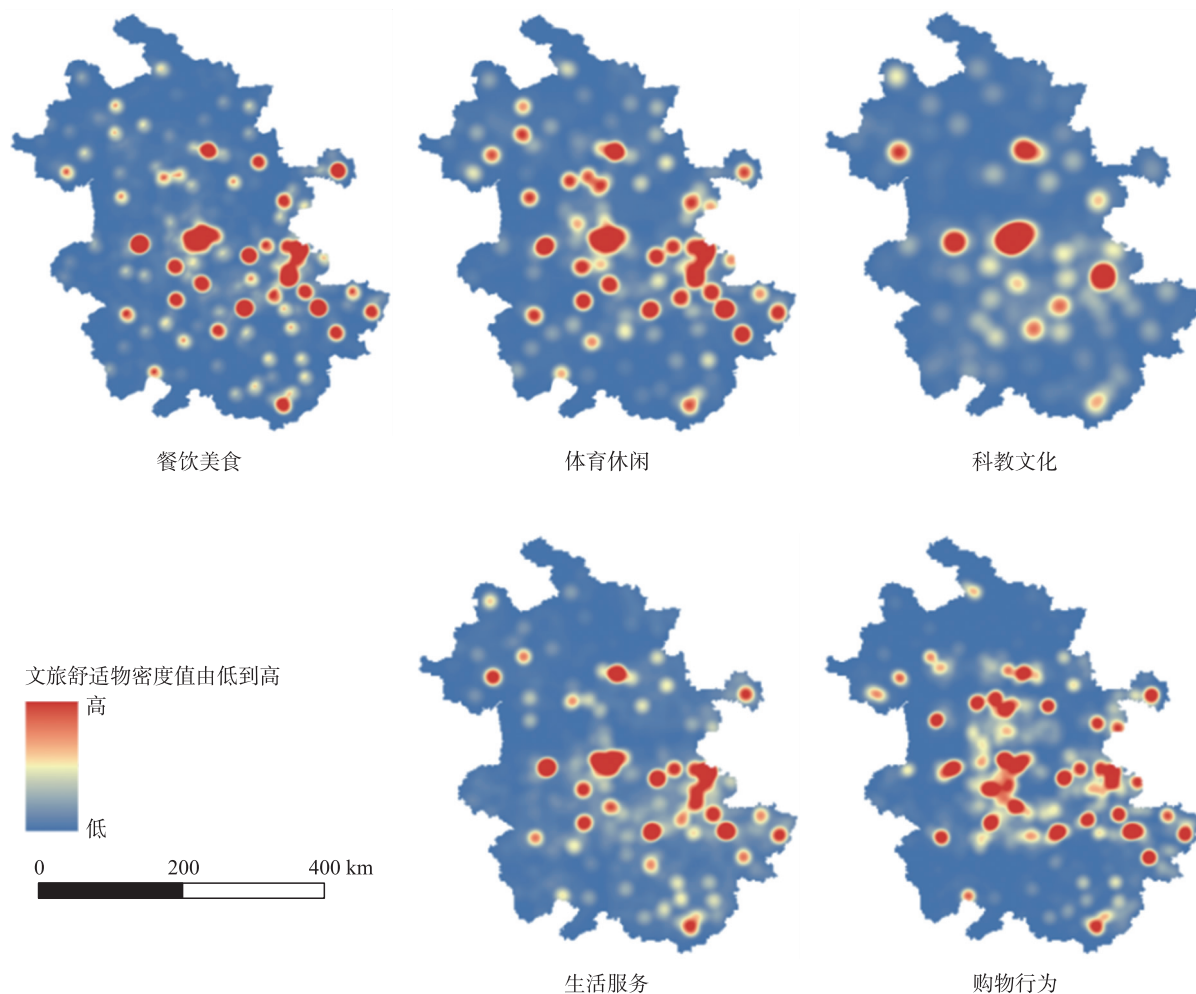 餐饮美食
体育休闲
科教文化
文旅舒适物密度值由低到高
高
低
0 200 400 km
生活服务
购物行为